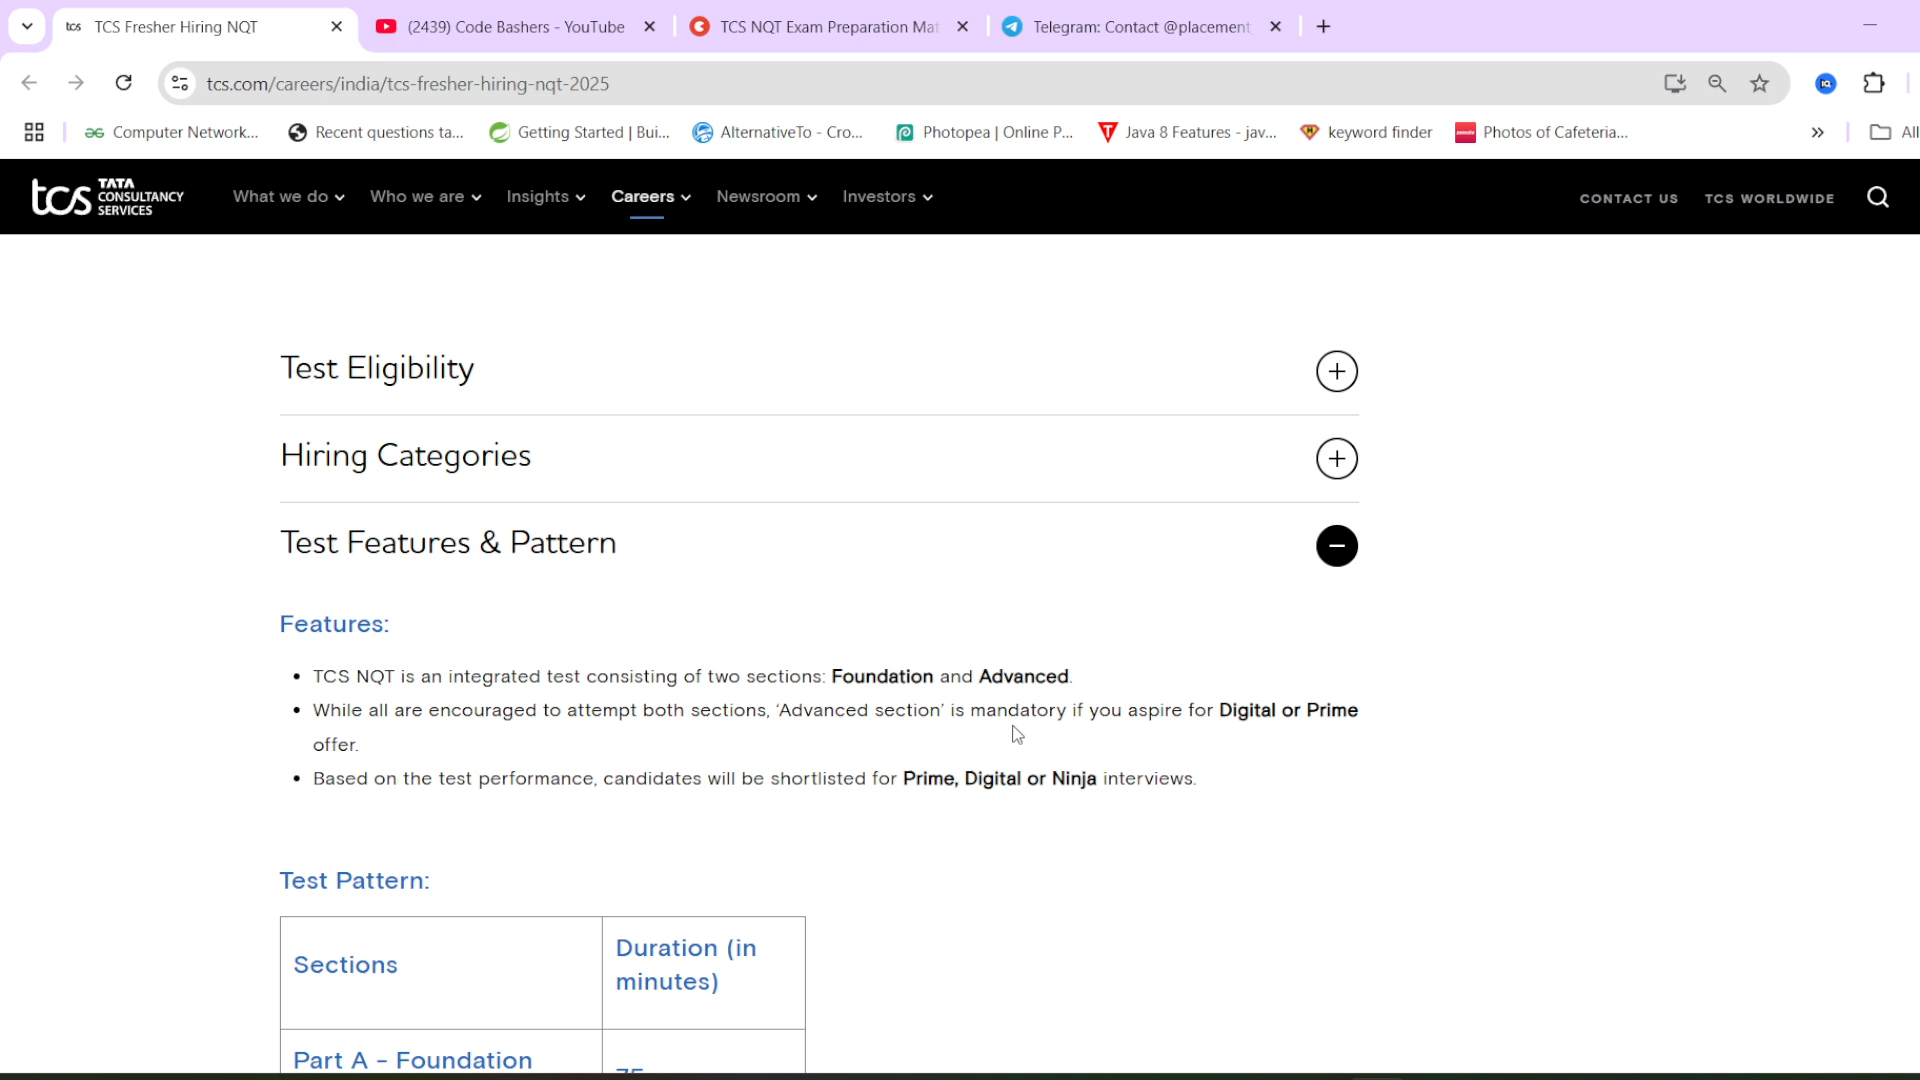 tcs TCS Fresher Hiring NQT
(2439) Code Bashers - YouTube
TCS NQT Exam Preparation Mat
Telegram: Contact @placement
tcs.com/careers/india/tcs-fresher-hiring-nqt-2025
Computer Network...
Recent questions ta...
Getting Started | Bui...
AlternativeTo - Cro...
Photopea | Online P...
Java 8 Features - jav...
keyword finder
Photos of Cafeteria...
All
tcs TATA CONSULTANCY SERVICES
What we do
Who we are
Insights
Careers
Newsroom
Investors
CONTACT US
TCS WORLDWIDE
Test Eligibility
Hiring Categories
Test Features & Pattern
Features:
• TCS NQT is an integrated test consisting of two sections: Foundation and Advanced.
• While all are encouraged to attempt both sections, ‘Advanced section’ is mandatory if you aspire for Digital or Prime
offer.
• Based on the test performance, candidates will be shortlisted for Prime, Digital or Ninja interviews.
Test Pattern:
Sections
Duration (in
minutes)
Part A - Foundation
75